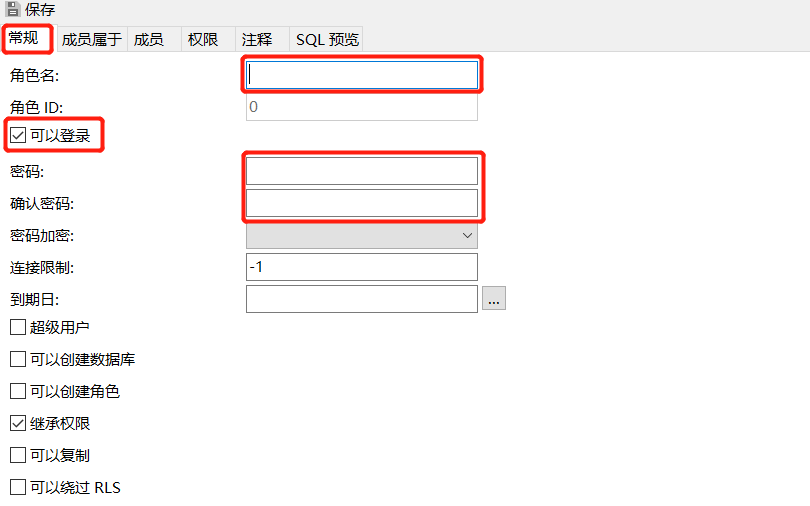 保存
常规 成员属于 成员 权限 注释 SQL 预览
角色名:
角色 ID: 0
可以登录
密码:
确认密码:
密码加密:
连接限制: -1
到期日: ...
超级用户
可以创建数据库
可以创建角色
继承权限
可以复制
可以绕过 RLS